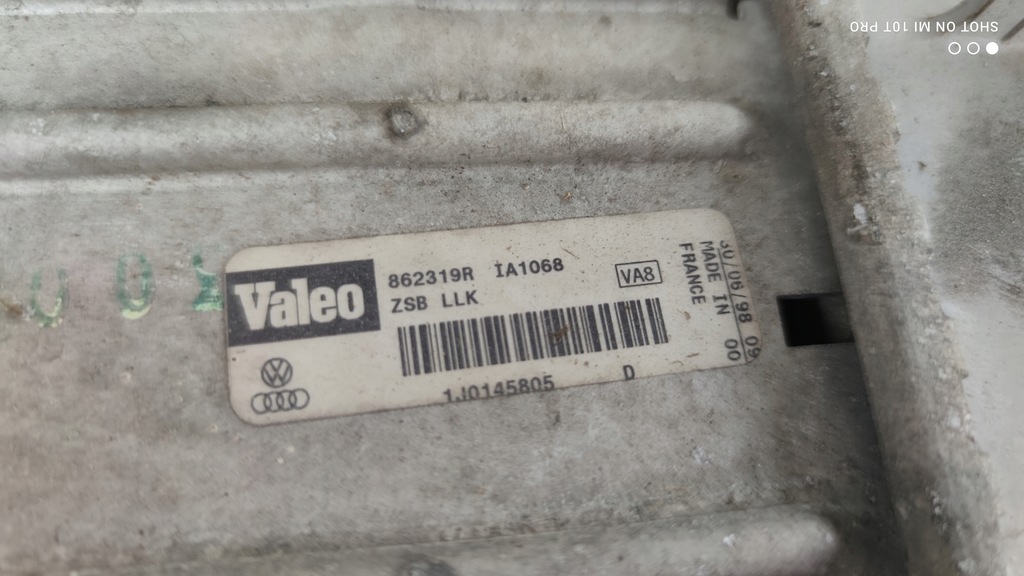 Valeo
862319R IA1068
ZSB LLK
VA8
1J0145805 D
MADE IN
FRANCE
06/98 09
00
SHOT ON MI 10T PRO